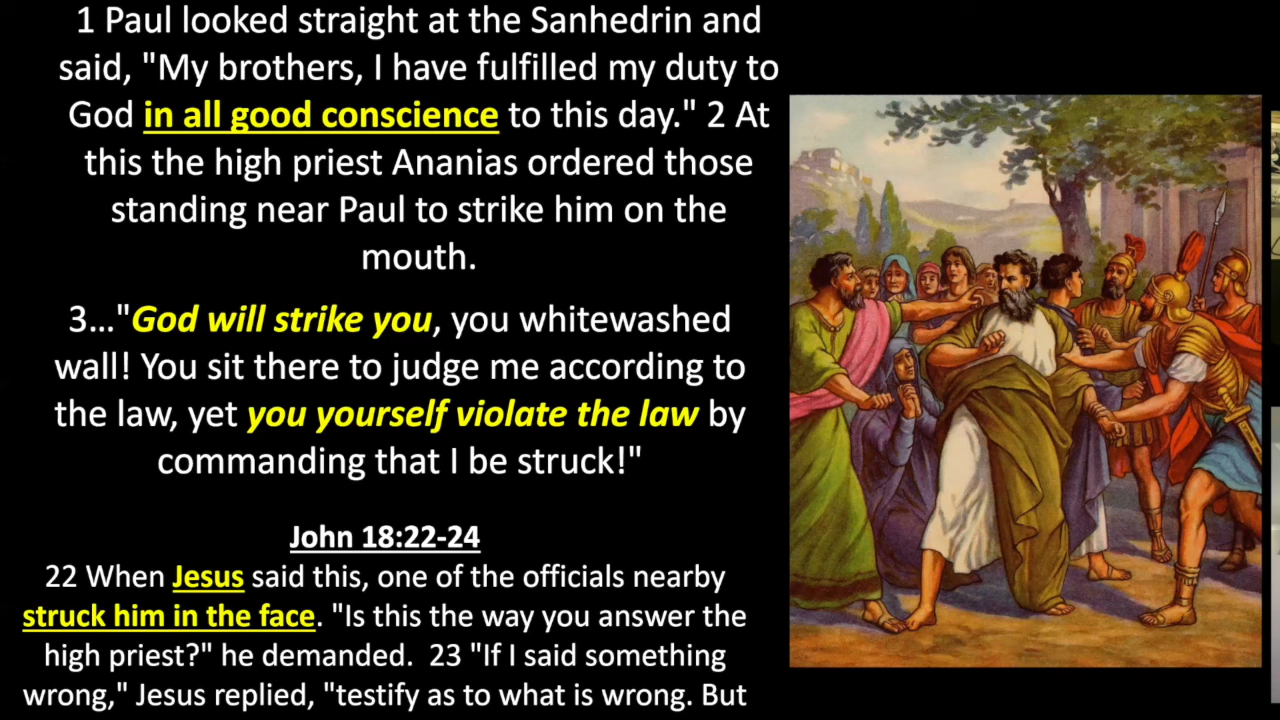 1 Paul looked straight at the Sanhedrin and
said, "My brothers, I have fulfilled my duty to
God in all good conscience to this day." 2 At
this the high priest Ananias ordered those
standing near Paul to strike him on the
mouth.
3..."God will strike you, you whitewashed
wall! You sit there to judge me according to
the law, yet you yourself violate the law by
commanding that I be struck!"
John 18:22-24
22 When Jesus said this, one of the officials nearby
struck him in the face. "Is this the way you answer the
high priest?" he demanded.  23 "If I said something
wrong," Jesus replied, "testify as to what is wrong. But